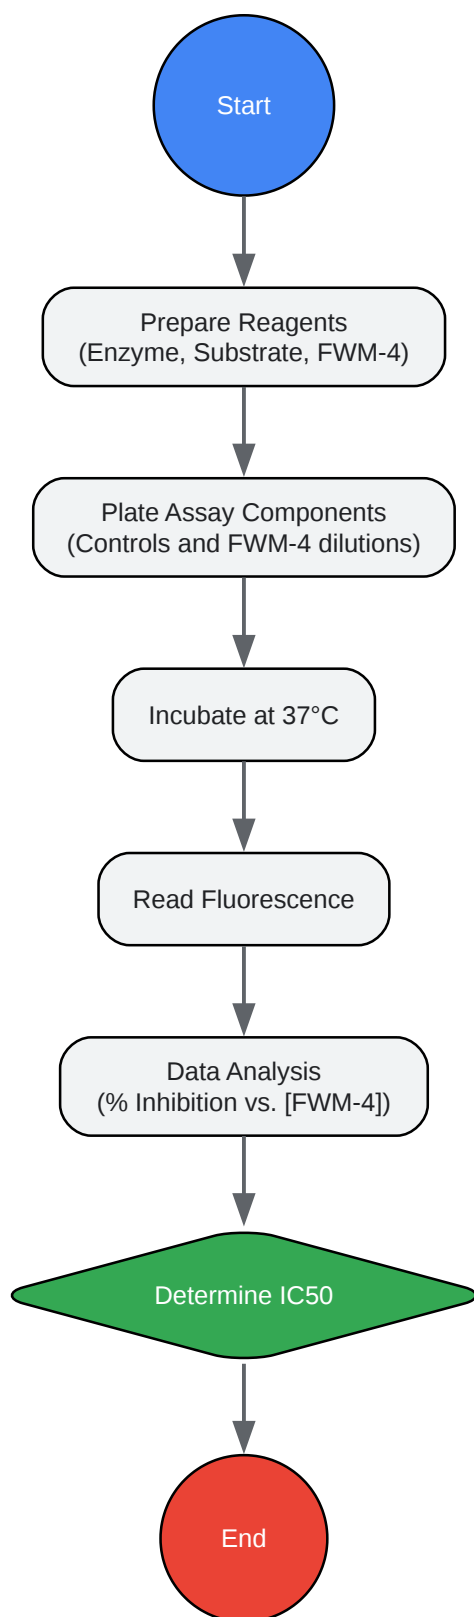 Start
Prepare Reagents
(Enzyme, Substrate, FWM-4)
Plate Assay Components
(Controls and FWM-4 dilutions)
Incubate at 37°C
Read Fluorescence
Data Analysis
(% Inhibition vs. [FWM-4])
Determine IC50
End